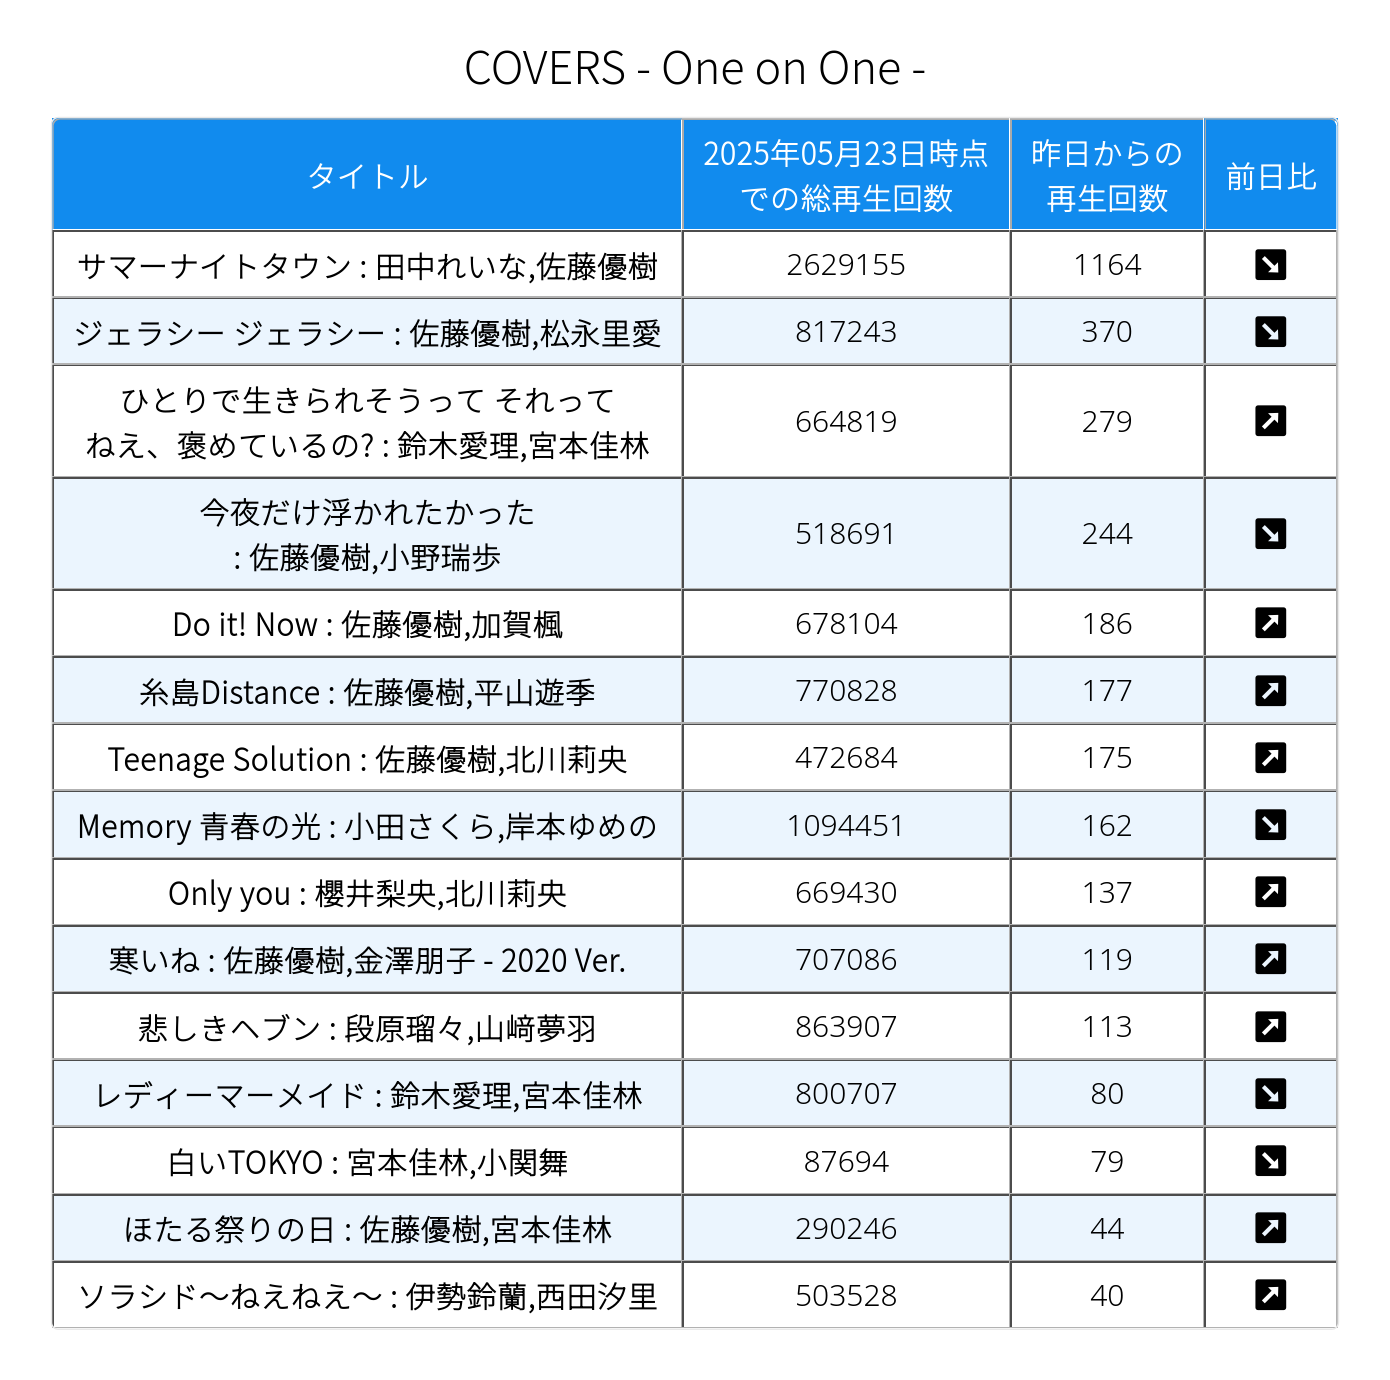 COVERS - One on One -
タイトル
2025年05月23日時点
での総再生回数
昨日からの
再生回数
前日比
サマーナイトタウン : 田中れいな,佐藤優樹
2629155
1164
ジェラシー ジェラシー : 佐藤優樹,松永里愛
817243
370
ひとりで生きられそうって それって
ねえ、褒めているの? : 鈴木愛理,宮本佳林
664819
279
今夜だけ浮かれたかった
: 佐藤優樹,小野瑞歩
518691
244
Do it! Now : 佐藤優樹,加賀楓
678104
186
糸島Distance : 佐藤優樹,平山遊季
770828
177
Teenage Solution : 佐藤優樹,北川莉央
472684
175
Memory 青春の光 : 小田さくら,岸本ゆめの
1094451
162
Only you : 櫻井梨央,北川莉央
669430
137
寒いね : 佐藤優樹,金澤朋子 - 2020 Ver.
707086
119
悲しきヘブン : 段原瑠々,山﨑夢羽
863907
113
レディーマーメイド : 鈴木愛理,宮本佳林
800707
80
白いTOKYO : 宮本佳林,小関舞
87694
79
ほたる祭りの日 : 佐藤優樹,宮本佳林
290246
44
ソラシド〜ねえねえ〜 : 伊勢鈴蘭,西田汐里
503528
40